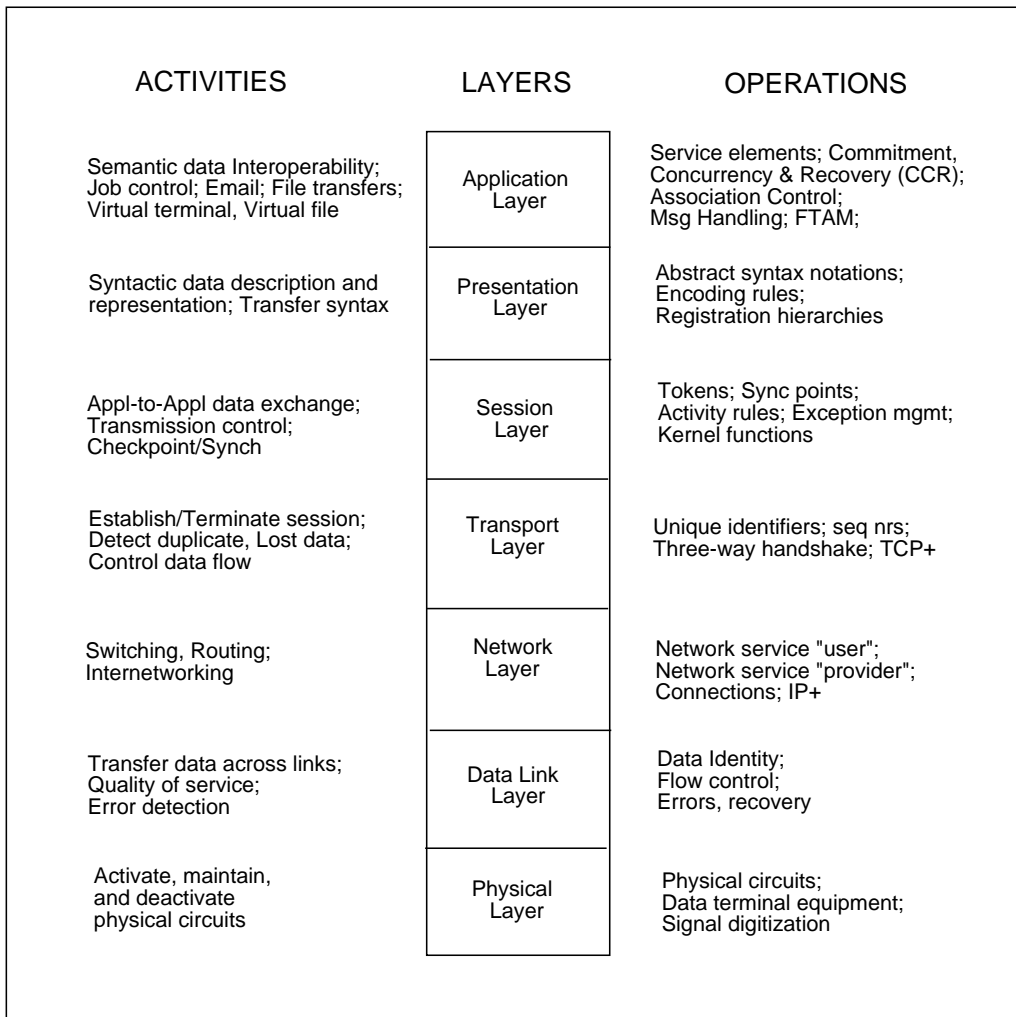 ACTIVITIES LAYERS OPERATIONS
Semantic data Interoperability;
Job control; Email; File transfers;
Virtual terminal, Virtual file
Application
Layer
Service elements; Commitment,
Concurrency & Recovery (CCR);
Association Control;
Msg Handling; FTAM;
Syntactic data description and
representation; Transfer syntax
Presentation
Layer
Abstract syntax notations;
Encoding rules;
Registration hierarchies
Appl-to-Appl data exchange;
Transmission control;
Checkpoint/Synch
Session
Layer
Tokens; Sync points;
Activity rules; Exception mgmt;
Kernel functions
Establish/Terminate session;
Detect duplicate, Lost data;
Control data flow
Transport
Layer
Unique identifiers; seq nrs;
Three-way handshake; TCP+
Switching, Routing;
Internetworking
Network
Layer
Network service "user";
Network service "provider";
Connections; IP+
Transfer data across links;
Quality of service;
Error detection
Data Link
Layer
Data Identity;
Flow control;
Errors, recovery
Activate, maintain,
and deactivate
physical circuits
Physical
Layer
Physical circuits;
Data terminal equipment;
Signal digitization